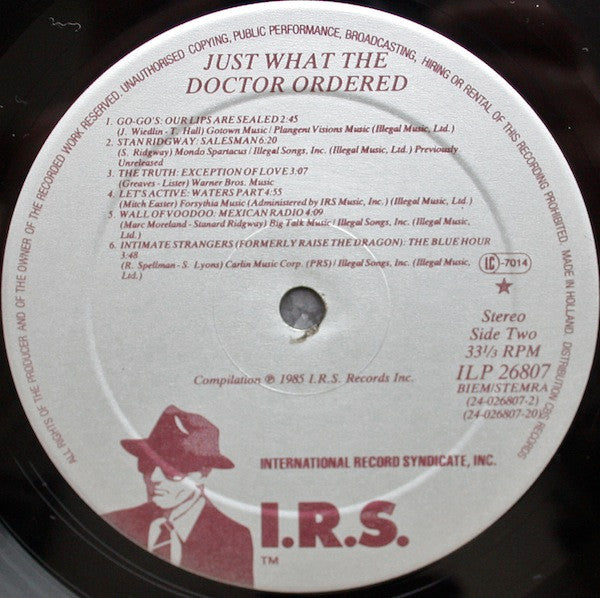 ALL RIGHTS OF THE PRODUCER AND OF THE OWNER OF THE RECORDED WORK RESERVED. UNAUTHORISED COPYING, PUBLIC PERFORMANCE, BROADCASTING, HIRING OR RENTAL OF THIS RECORDING PROHIBITED. MADE IN HOLLAND DISTRIBUTION CBS RECORDS
JUST WHAT THE
DOCTOR ORDERED
1. GO-GO'S: OUR LIPS ARE SEALED 2:45
(J. Wiedlin - T. Hall) Gotown Music / Plangent Visions Music (Illegal Music, Ltd.)
2. STAN RIDGWAY: SALESMAN 6:20
(S. Ridgway) Mondo Spartacus / Illegal Songs, Inc. (Illegal Music, Ltd.) Previously
Unreleased
3. THE TRUTH: EXCEPTION OF LOVE 3:07
(Greaves - Lister) Warner Bros. Music
4. LET'S ACTIVE: WATERS PART 4:55
(Mitch Easter) Forsythia Music (Administered by IRS Music, Inc.) (Illegal Music, Ltd.)
5. WALL OF VOODOO: MEXICAN RADIO 4:09
(Marc Moreland - Stanard Ridgway) Big Talk Music / Illegal Songs, Inc. (Illegal Music,
Ltd.)
6. INTIMATE STRANGERS (FORMERLY RAISE THE DRAGON): THE BLUE HOUR
3:48
(R. Spellman - S. Lyons) Carlin Music Corp. (PRS) / Illegal Songs, Inc. (Illegal Music,
Ltd.)
LC -7014
Stereo
Side Two
33 1/3 RPM
ILP 26807
BIEM/STEMRA
(24-026807-2)
(24-026807-20)
Compilation ℗ 1985 I.R.S. Records Inc.
INTERNATIONAL RECORD SYNDICATE, INC.
I.R.S.
TM